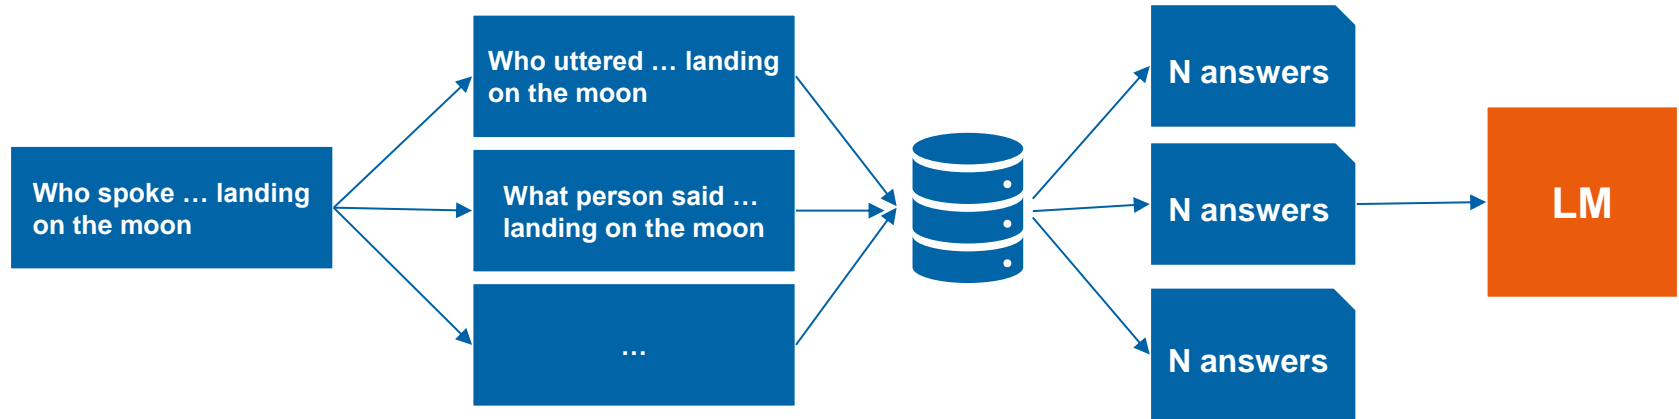 Who spoke … landing
on the moon
Who uttered … landing
on the moon
What person said …
landing on the moon
…
N answers
N answers
N answers
LM